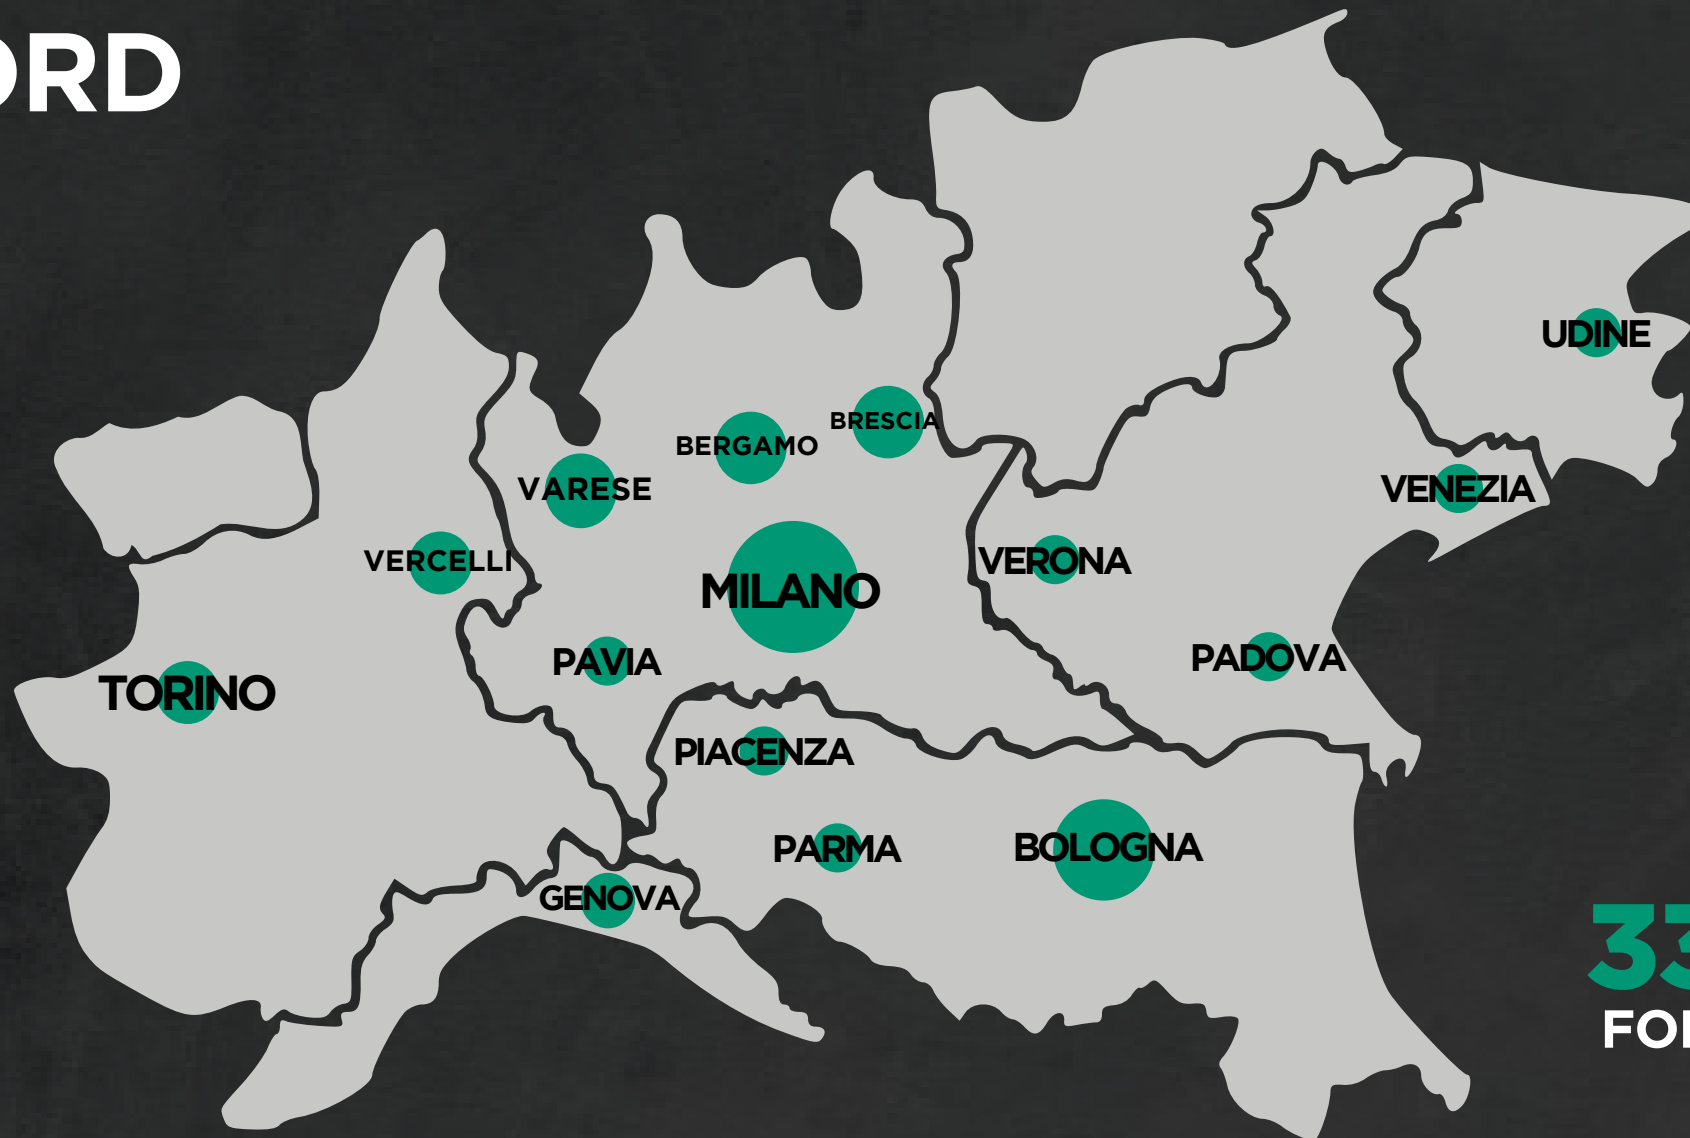 ORD
UDINE
BRESCIA
BERGAMO
VARESE
VENEZIA
VERCELLI
VERONA
MILANO
PAVIA
PADOVA
TORINO
PIACENZA
PARMA
BOLOGNA
GENOVA
33
FO